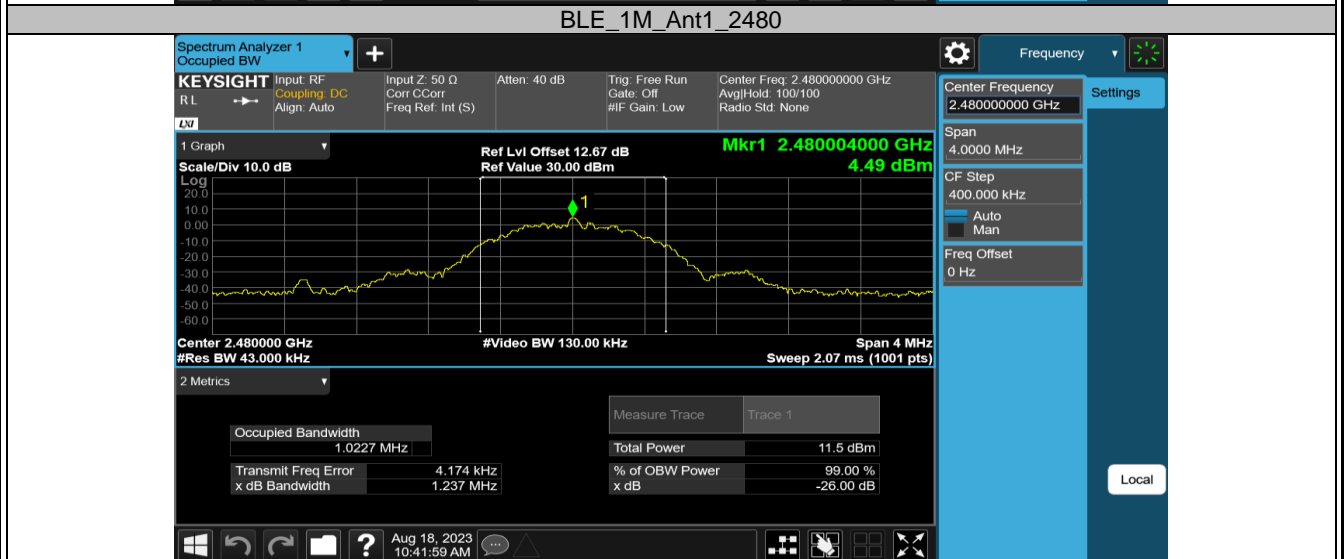 BLE_1M_Ant1_2480
Spectrum Analyzer 1
Occupied BW
+
Frequency
KEYSIGHT
R L
LXI
Input: RF
Coupling: DC
Align: Auto
Input Z: 50 Ω
Corr CCorr
Freq Ref: Int (S)
Atten: 40 dB
Trig: Free Run
Gate: Off
#IF Gain: Low
Center Freq: 2.480000000 GHz
Avg|Hold: 100/100
Radio Std: None
Center Frequency
2.480000000 GHz
Settings
Span
4.0000 MHz
CF Step
400.000 kHz
Auto
Man
Freq Offset
0 Hz
1 Graph
Scale/Div 10.0 dB
Ref Lvl Offset 12.67 dB
Ref Value 30.00 dBm
Mkr1 2.480004000 GHz
4.49 dBm
Log
20.0
10.0
0.00
-10.0
-20.0
-30.0
-40.0
-50.0
-60.0
1
Center 2.480000 GHz
#Res BW 43.000 kHz
#Video BW 130.00 kHz
Span 4 MHz
Sweep 2.07 ms (1001 pts)
2 Metrics
Measure Trace Trace 1
Occupied Bandwidth
1.0227 MHz
Total Power 11.5 dBm
Transmit Freq Error 4.174 kHz
% of OBW Power 99.00 %
x dB Bandwidth 1.237 MHz
x dB -26.00 dB
Local
?
Aug 18, 2023
10:41:59 AM